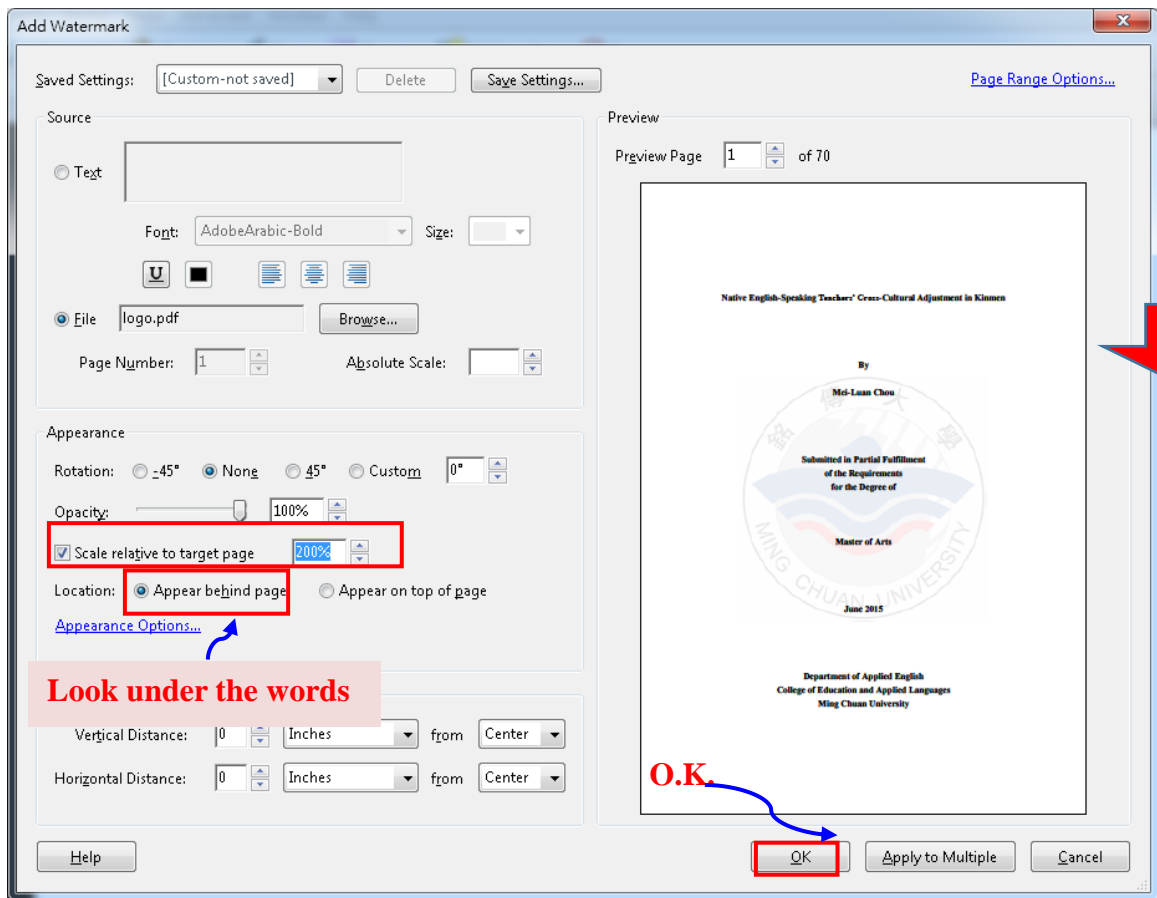 Add Watermark
Saved Settings: [Custom-not saved] Delete Save Settings... Page Range Options...
Source
Text
Font: AdobeArabic-Bold Size:
U
File logo.pdf Browse...
Page Number: 1 Absolute Scale:
Appearance
Rotation: -45° None 45° Custom 0°
Opacity: 100%
Scale relative to target page 200%
Location: Appear behind page Appear on top of page
Appearance Options...
Look under the words
Vertical Distance: 0 Inches from Center
Horizontal Distance: 0 Inches from Center
Preview
Preview Page 1 of 70
Native English-Speaking Teachers' Cross-Cultural Adjustment in Kinmen
By
Mei-Luan Chou
銘傳大學
Submitted in Partial Fulfillment
of the Requirements
for the Degree of
Master of Arts
MING CHUAN UNIVERSITY
June 2015
Department of Applied English
College of Education and Applied Languages
Ming Chuan University
O.K.
Help OK Apply to Multiple Cancel